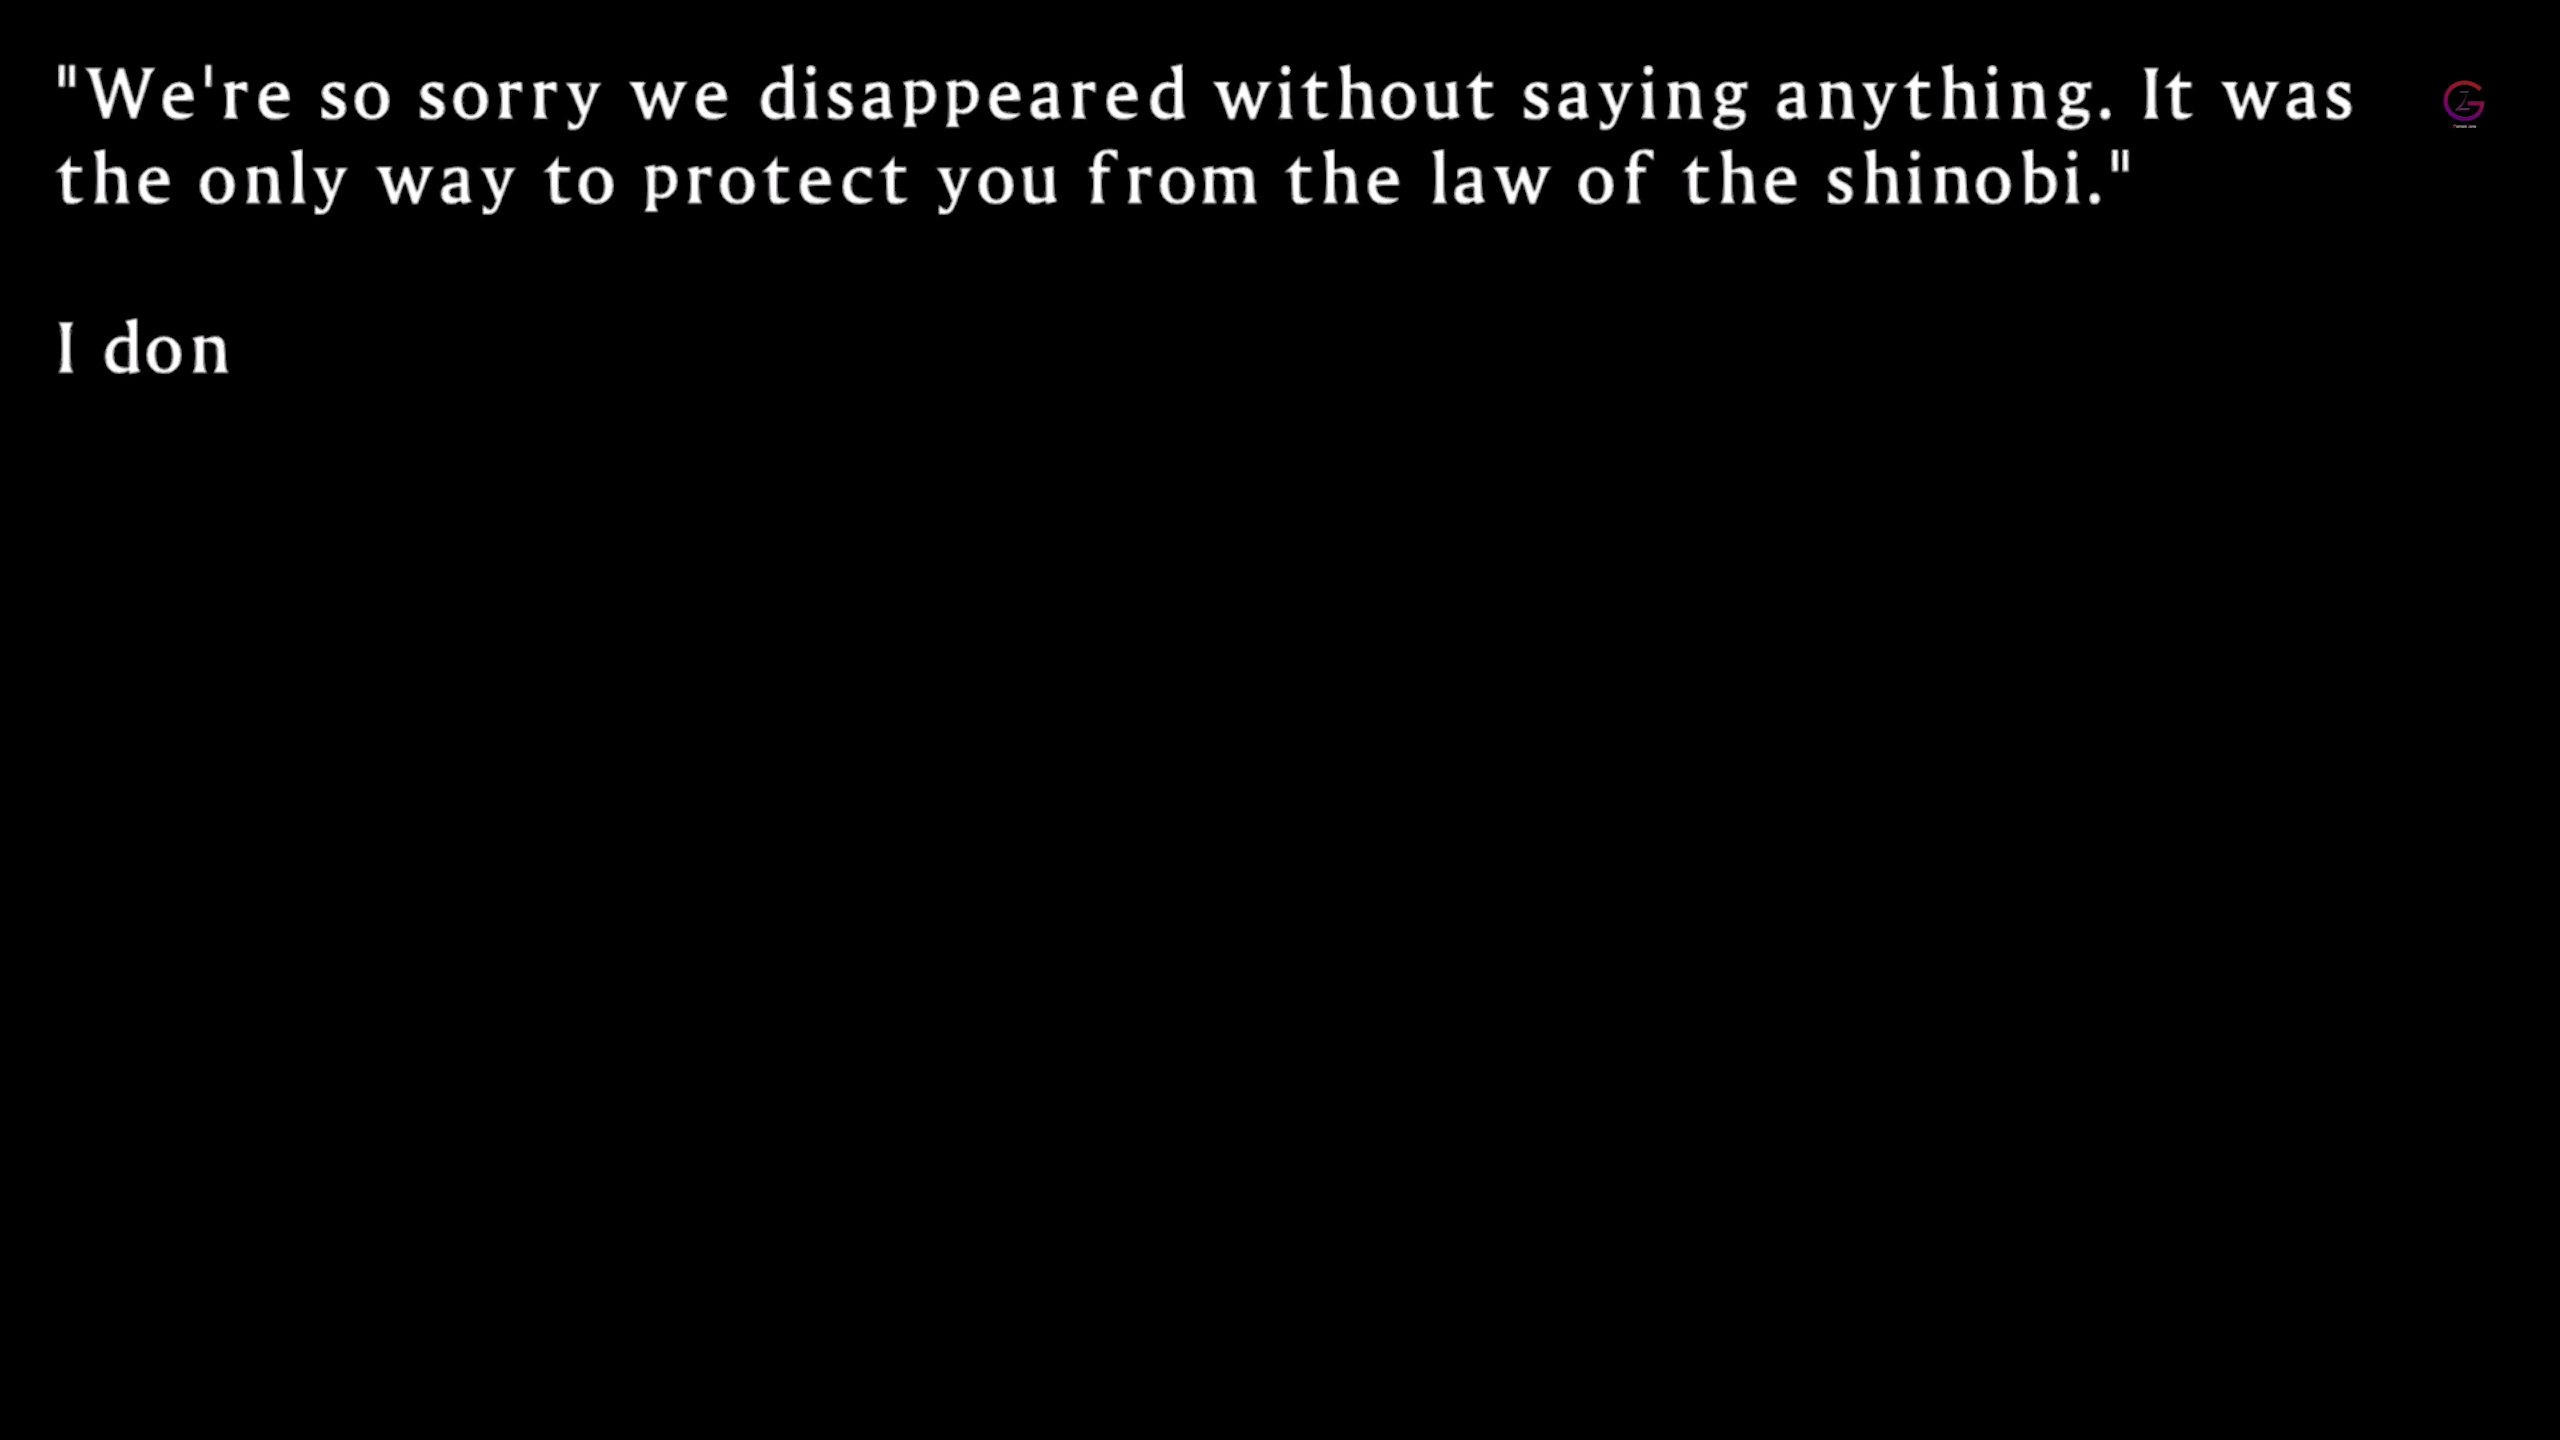 "We're so sorry we disappeared without saying anything. It was
the only way to protect you from the law of the shinobi."
I don